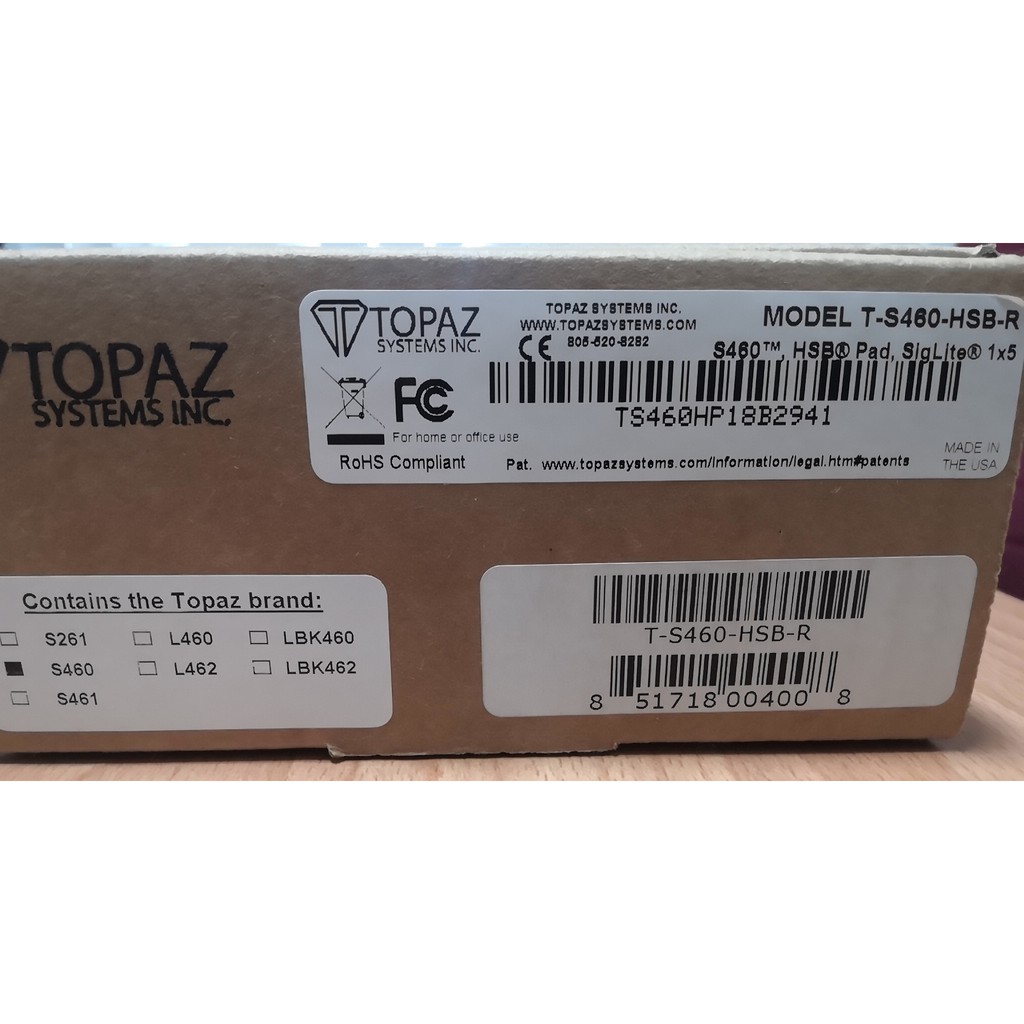 TOPAZ
SYSTEMS INC.
TOPAZ
SYSTEMS INC.
TOPAZ SYSTEMS INC.
WWW.TOPAZSYSTEMS.COM
805-520-8282
CE
MODEL T-S460-HSB-R
S460™, HSB® Pad, SigLite® 1x5
FC
TS460HP18B2941
For home or office use
RoHS Compliant
Pat. www.topazsystems.com/information/legal.htm#patents
MADE IN
THE USA
Contains the Topaz brand:
S261 L460 LBK460
S460 L462 LBK462
S461
T-S460-HSB-R
8 51718 00400 8